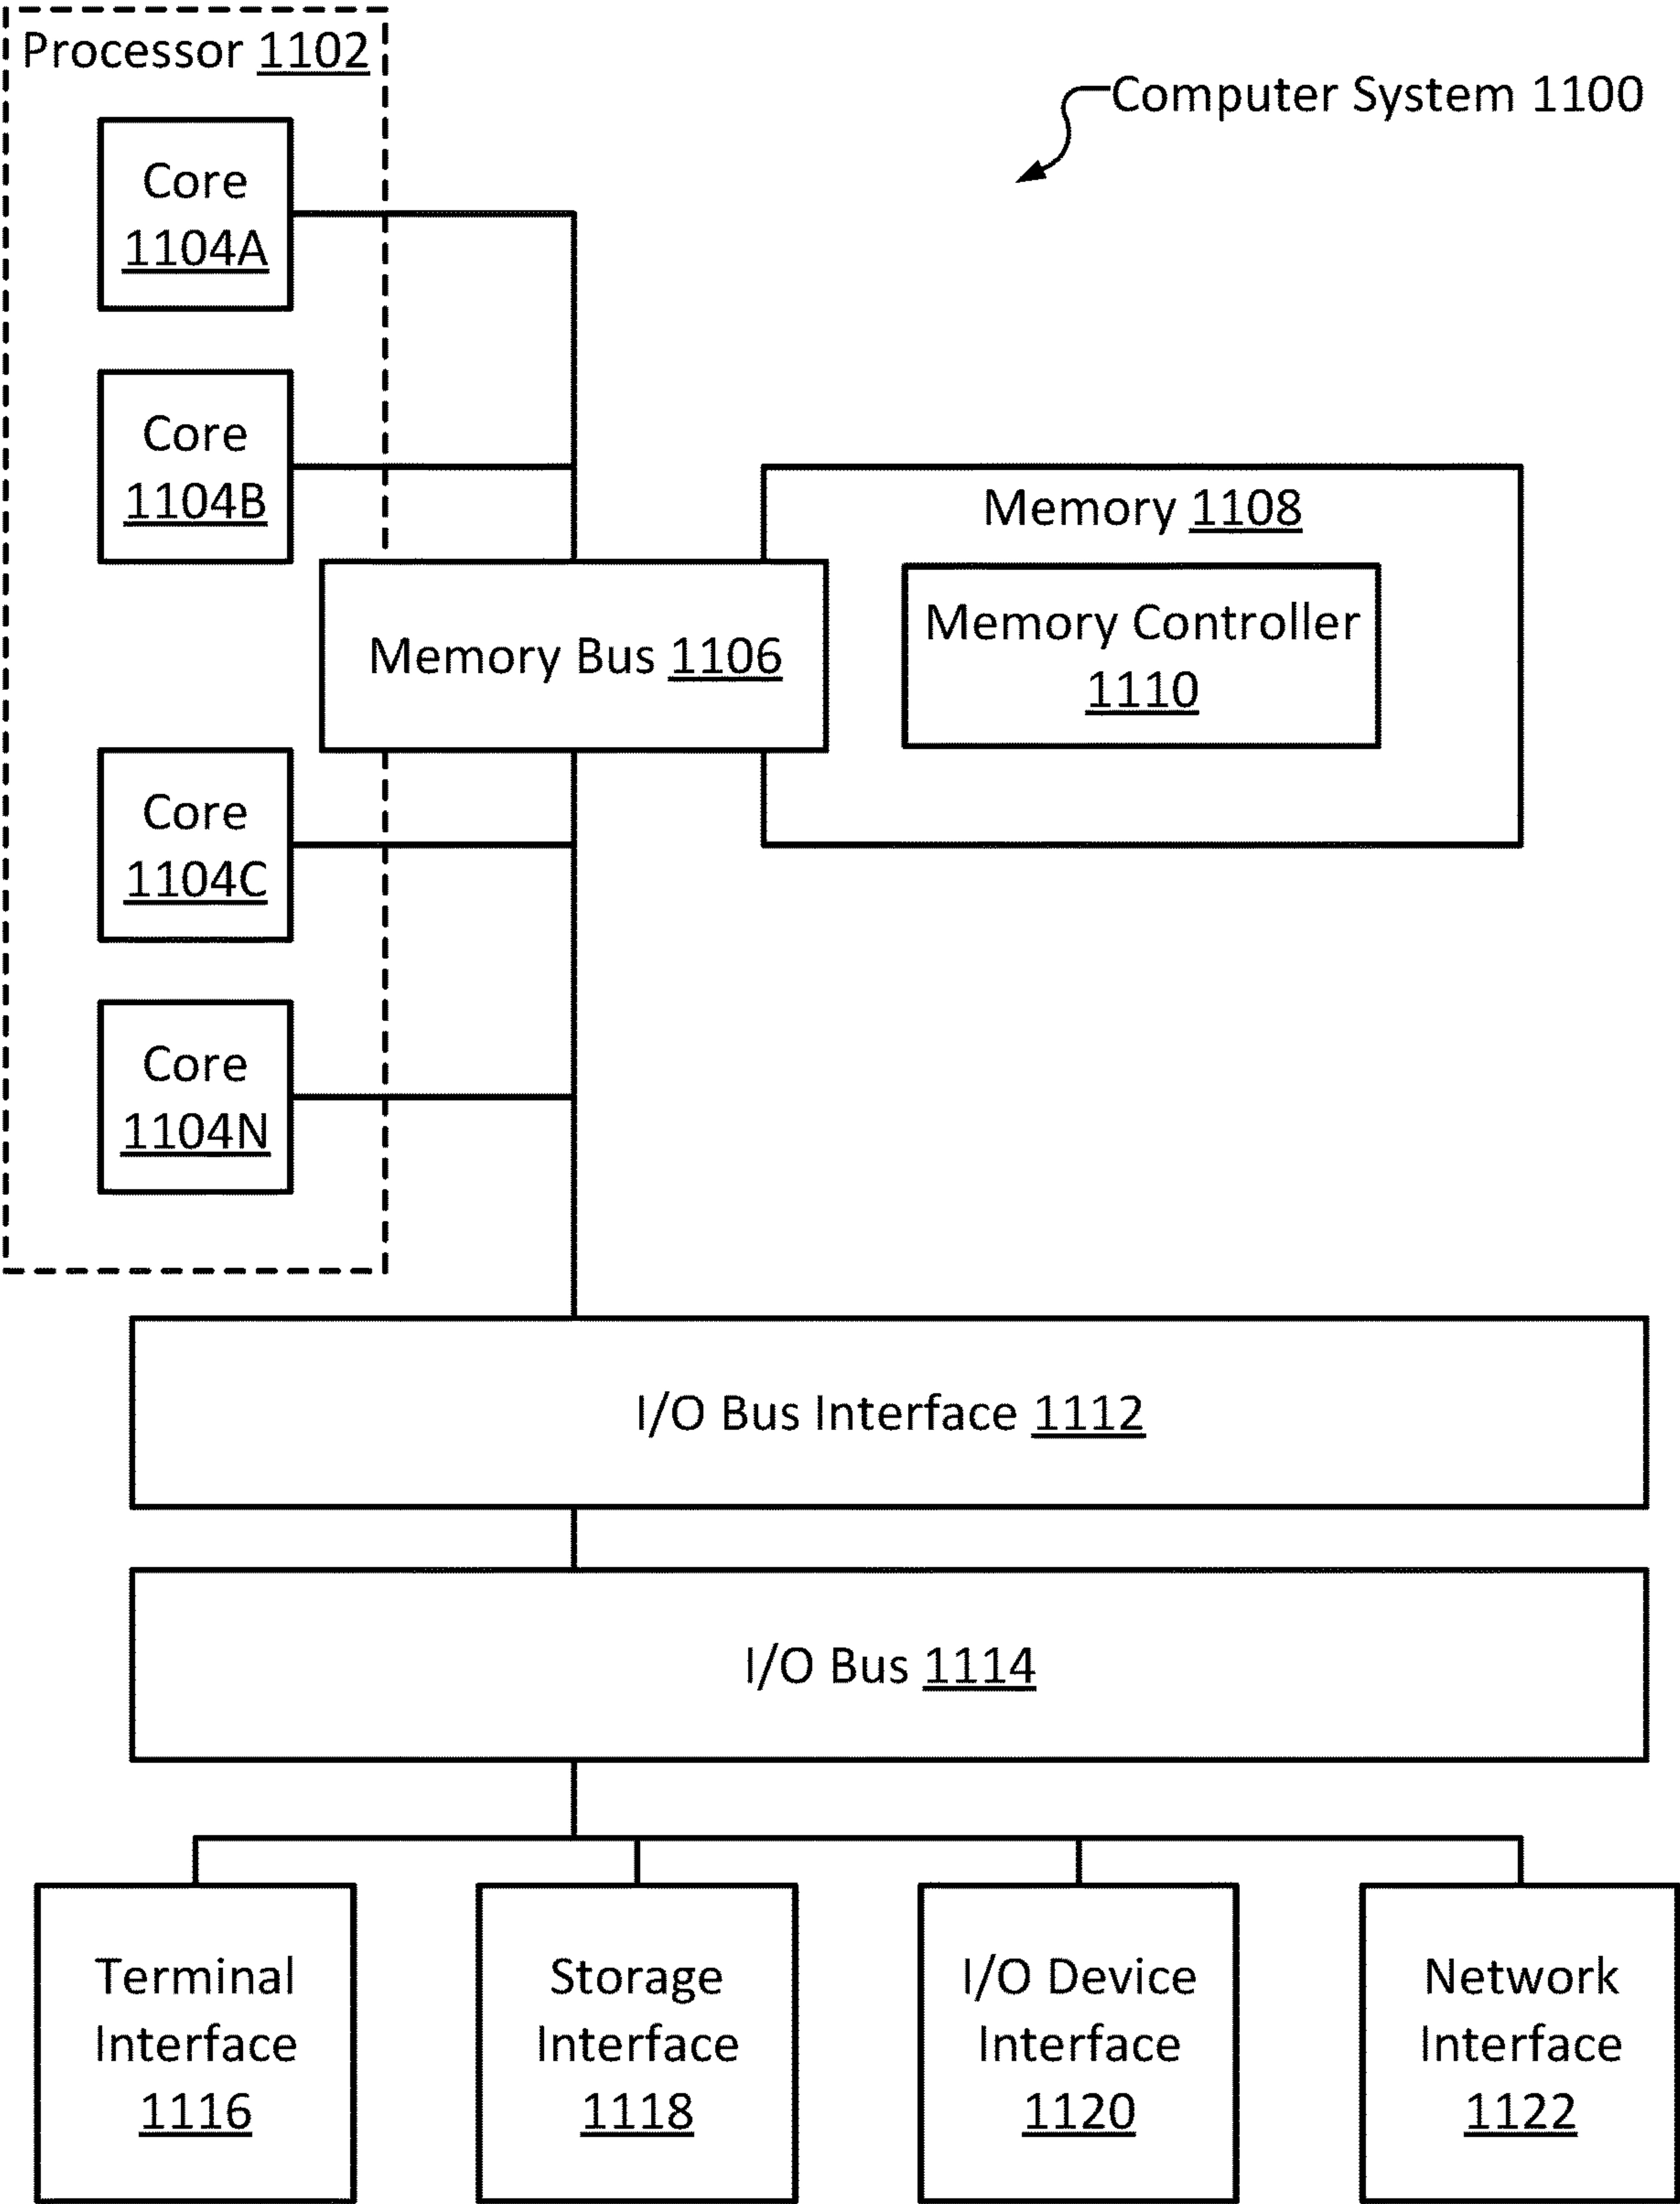 Processor 1102
Computer System 1100
Core
1104A
Core
1104B
Memory 1108
Memory Controller
1110
Memory Bus 1106
Core
1104C
Core
1104N
I/O Bus Interface 1112
I/O Bus 1114
Terminal
Interface
1116
Storage
Interface
1118
I/O Device
Interface
1120
Network
Interface
1122